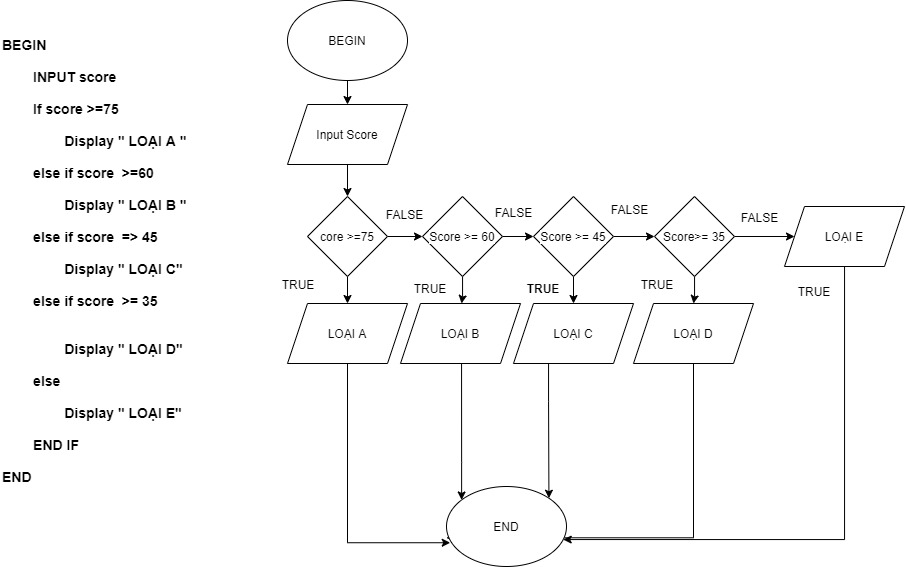 BEGIN
INPUT score
If score >=75
Display " LOẠI A "
else if score >=60
Display " LOẠI B "
else if score => 45
Display " LOẠI C"
else if score >= 35
Display " LOẠI D"
else
Display " LOẠI E"
END IF
END
BEGIN
Input Score
core >=75
FALSE
Score >= 60
FALSE
Score >= 45
FALSE
Score>= 35
FALSE
LOẠI E
TRUE
TRUE
TRUE
TRUE
TRUE
LOẠI A
LOẠI B
LOẠI C
LOẠI D
END